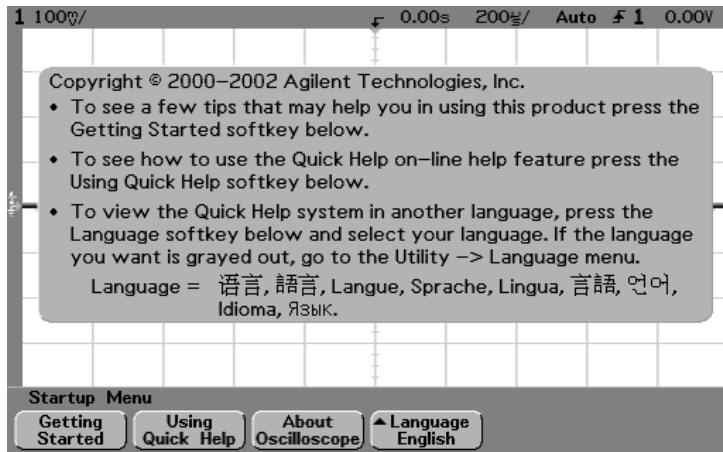 1 100mV/ 0.00s 200us/ Auto 1 0.00V
Copyright © 2000-2002 Agilent Technologies, Inc.
• To see a few tips that may help you in using this product press the
Getting Started softkey below.
• To see how to use the Quick Help on-line help feature press the
Using Quick Help softkey below.
• To view the Quick Help system in another language, press the
Language softkey below and select your language. If the language
you want is grayed out, go to the Utility -> Language menu.
Language = 语言, 語言, Langue, Sprache, Lingua, 言語, 언어,
Idioma, Язык.
Startup Menu
Getting Started
Using Quick Help
About Oscilloscope
Language English